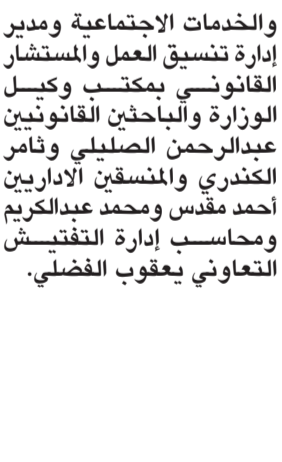 والخدمات الاجتماعية ومدير
إدارة تنسيق العمل والمستشار
القانوني بمكتب وكيل
الوزارة والباحثين القانونيين
عبدالرحمن الصليلي وثامر
الكندري والمنسقين الاداريين
أحمد مقدس ومحمد عبدالكريم
ومحاسب إدارة التفتيش
التعاوني يعقوب الفضلي.